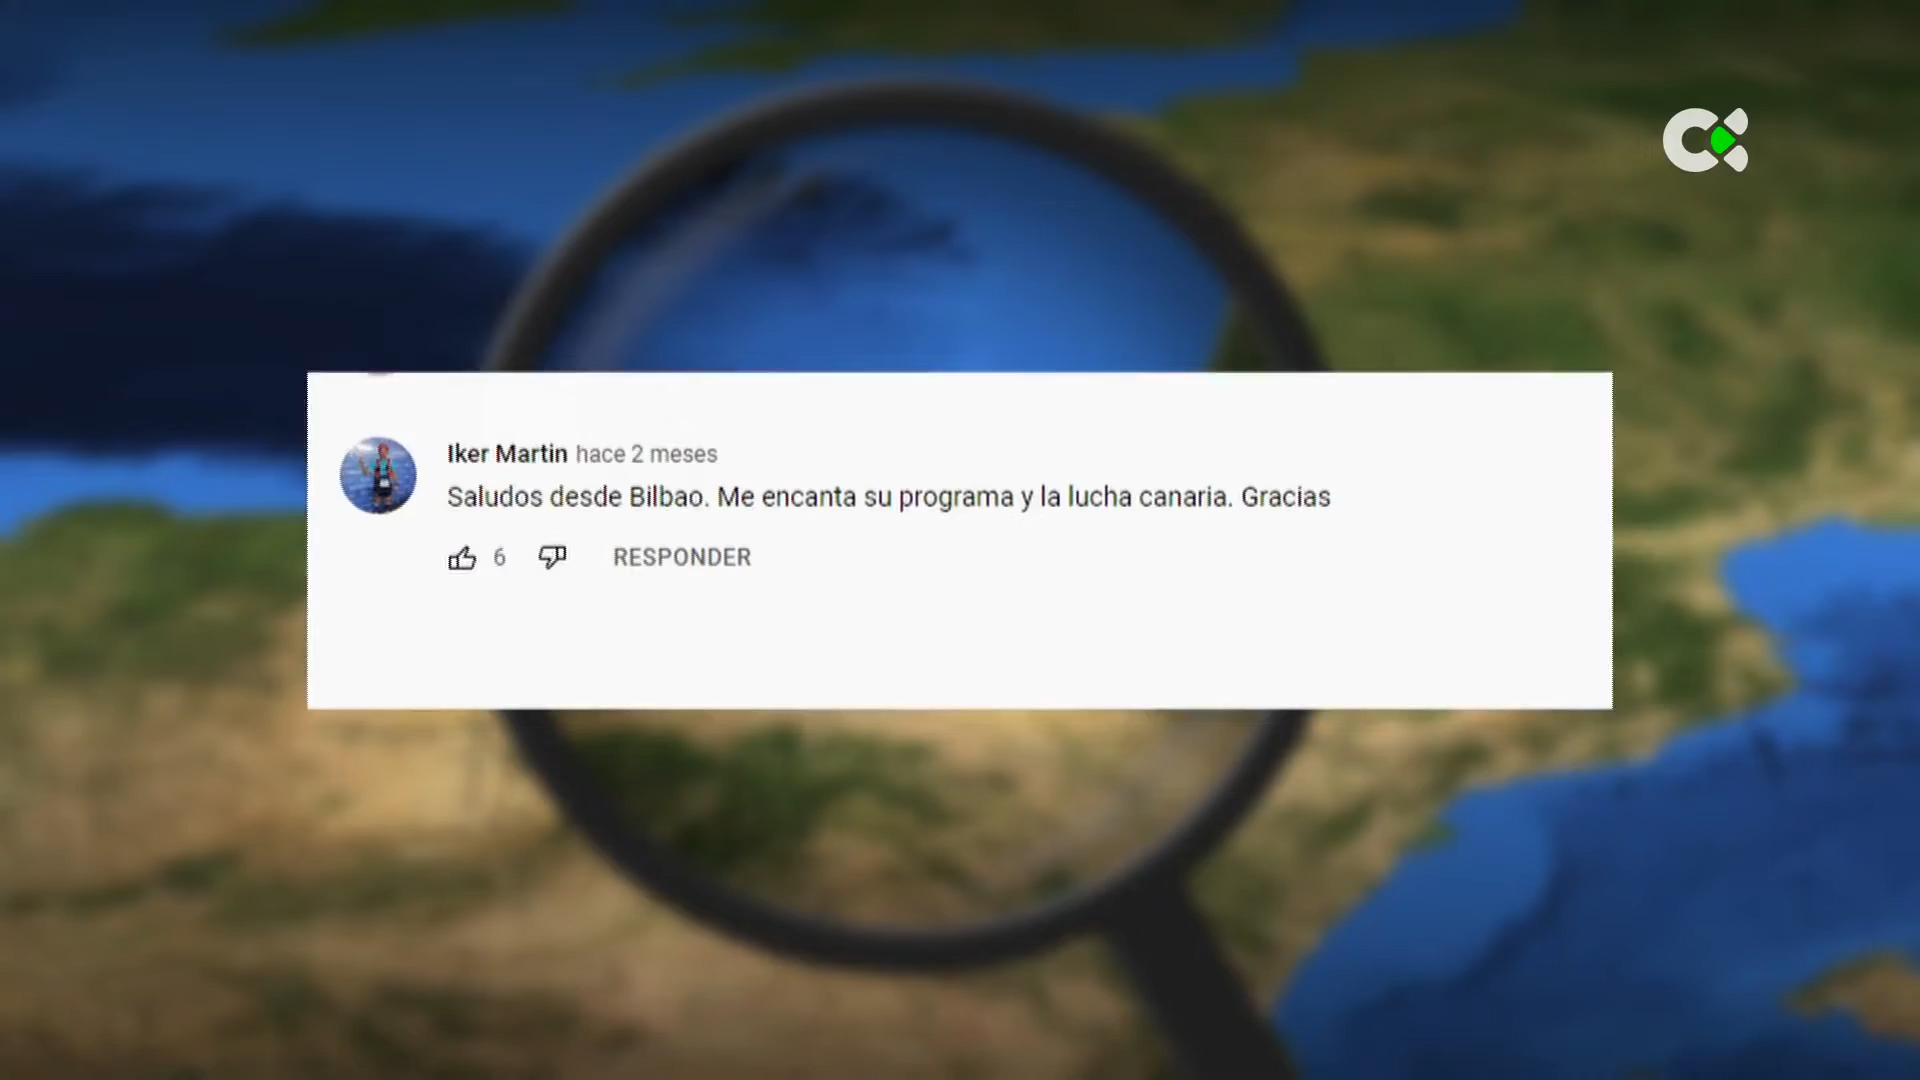 Iker Martin hace 2 meses
Saludos desde Bilbao. Me encanta su programa y la lucha canaria. Gracias
6 RESPONDER